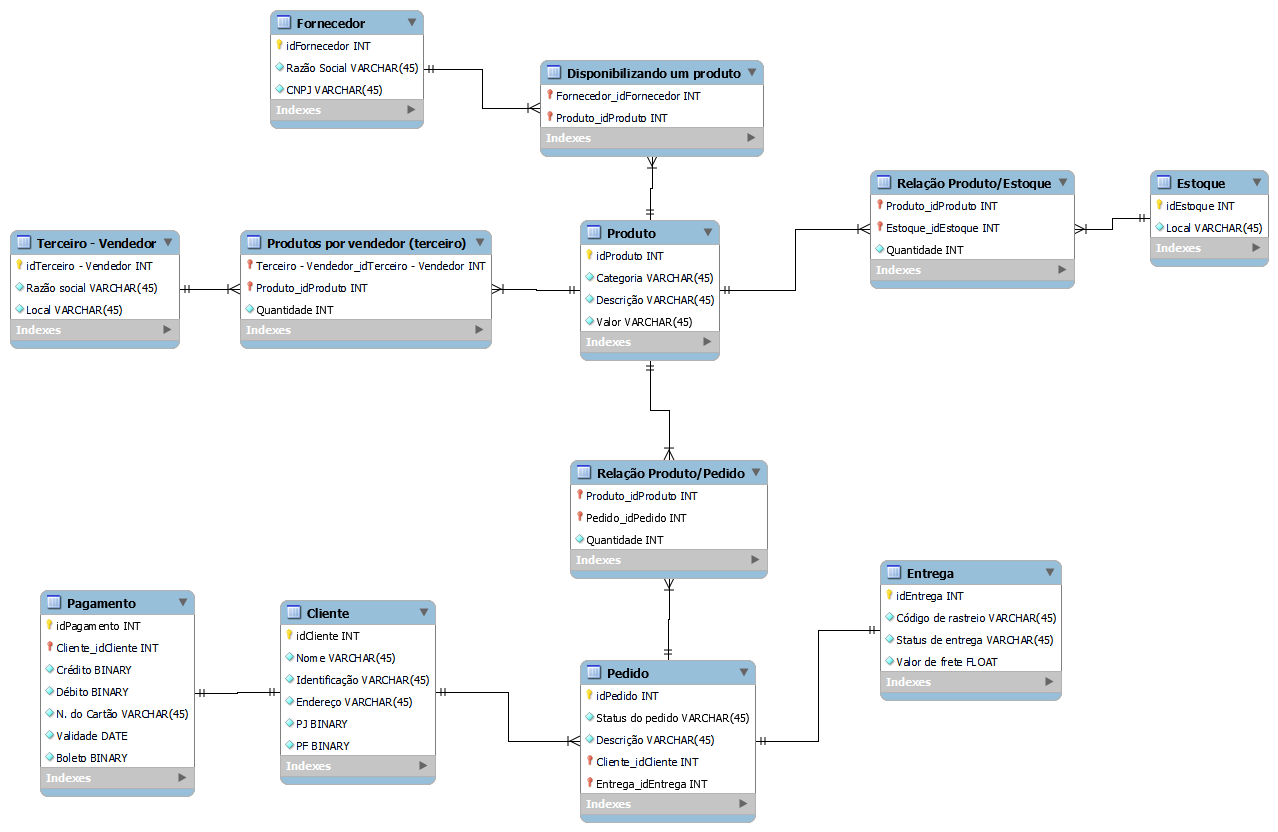 Fornecedor
idFornecedor INT
Razão Social VARCHAR(45)
CNPJ VARCHAR(45)
Indexes
Disponibilizando um produto
Fornecedor_idFornecedor INT
Produto_idProduto INT
Indexes
Relação Produto/Estoque
Produto_idProduto INT
Estoque_idEstoque INT
Quantidade INT
Indexes
Estoque
idEstoque INT
Local VARCHAR(45)
Indexes
Terceiro - Vendedor
idTerceiro - Vendedor INT
Razão social VARCHAR(45)
Local VARCHAR(45)
Indexes
Produtos por vendedor (terceiro)
Terceiro - Vendedor_idTerceiro - Vendedor INT
Produto_idProduto INT
Quantidade INT
Indexes
Produto
idProduto INT
Categoria VARCHAR(45)
Descrição VARCHAR(45)
Valor VARCHAR(45)
Indexes
Relação Produto/Pedido
Produto_idProduto INT
Pedido_idPedido INT
Quantidade INT
Indexes
Pagamento
idPagamento INT
Cliente_idCliente INT
Crédito BINARY
Débito BINARY
N. do Cartão VARCHAR(45)
Validade DATE
Boleto BINARY
Indexes
Cliente
idCliente INT
Nome VARCHAR(45)
Identificação VARCHAR(45)
Endereço VARCHAR(45)
PJ BINARY
PF BINARY
Indexes
Pedido
idPedido INT
Status do pedido VARCHAR(45)
Descrição VARCHAR(45)
Cliente_idCliente INT
Entrega_idEntrega INT
Indexes
Entrega
idEntrega INT
Código de rastreio VARCHAR(45)
Status de entrega VARCHAR(45)
Valor de frete FLOAT
Indexes